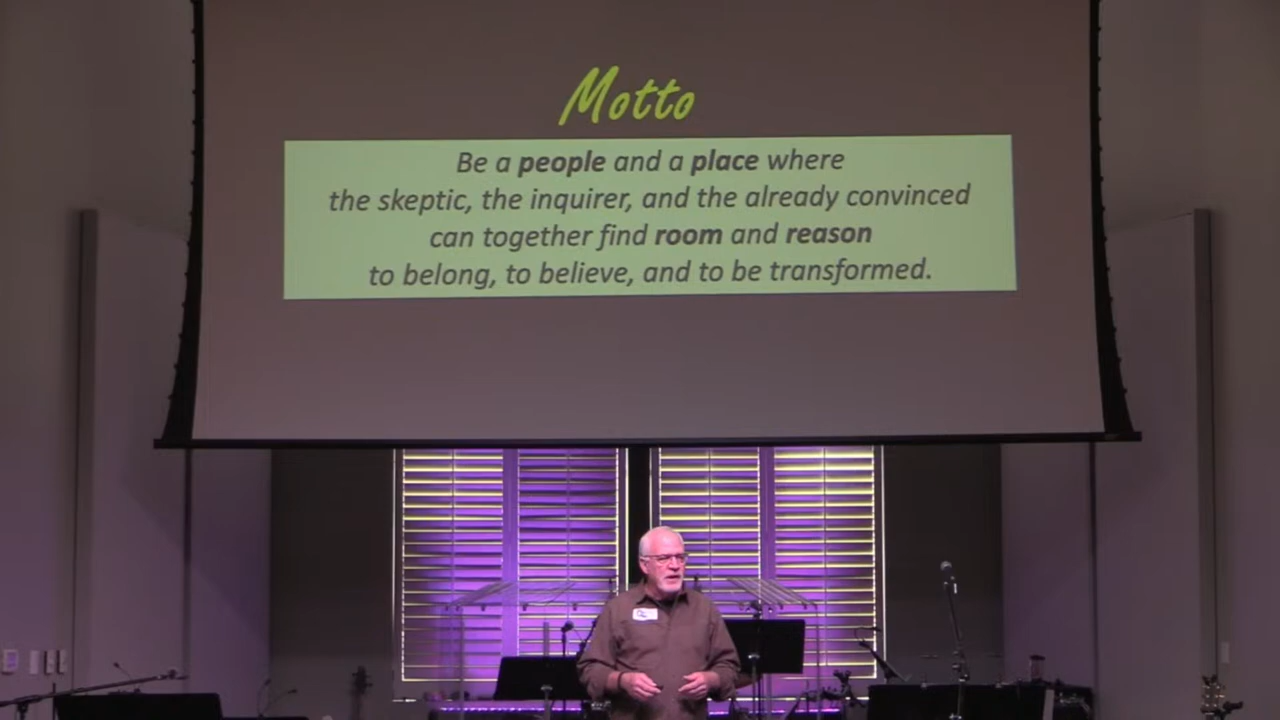 Motto
Be a people and a place where
the skeptic, the inquirer, and the already convinced
can together find room and reason
to belong, to believe, and to be transformed.